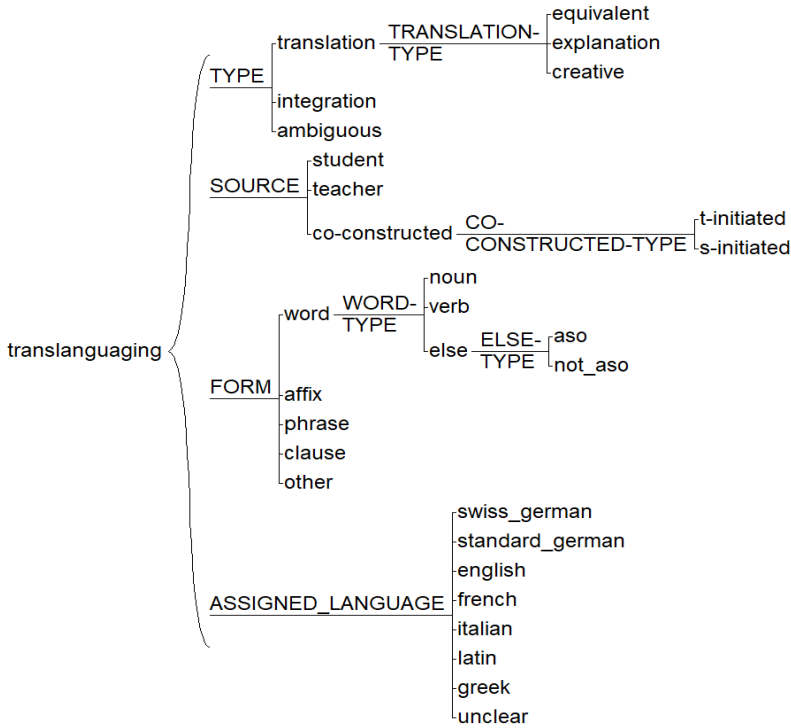 equivalent
translation TRANSLATION-
TYPE
explanation
creative
TYPE
integration
ambiguous
student
SOURCE
teacher
co-constructed CO-
CONSTRUCTED-TYPE
t-initiated
s-initiated
noun
word WORD-
TYPE
verb
else ELSE-
TYPE
aso
not_aso
translanguaging
FORM
affix
phrase
clause
other
swiss_german
standard_german
english
french
ASSIGNED_LANGUAGE
italian
latin
greek
unclear